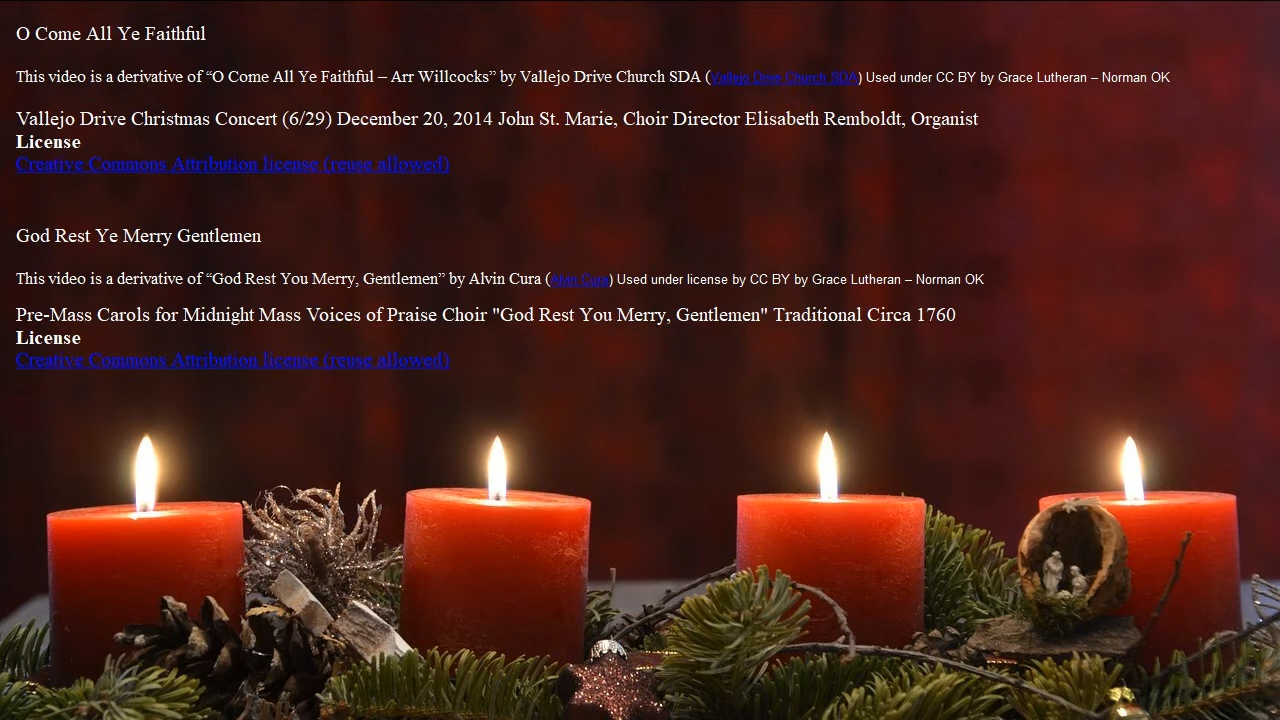 O Come All Ye Faithful
This video is a derivative of “O Come All Ye Faithful – Arr Willcocks” by Vallejo Drive Church SDA (Vallejo Drive Church SDA) Used under CC BY by Grace Lutheran – Norman OK
Vallejo Drive Christmas Concert (6/29) December 20, 2014 John St. Marie, Choir Director Elisabeth Remboldt, Organist
License
Creative Commons Attribution license (reuse allowed)
God Rest Ye Merry Gentlemen
This video is a derivative of “God Rest You Merry, Gentlemen” by Alvin Cura (Alvin Cura) Used under license by CC BY by Grace Lutheran – Norman OK
Pre-Mass Carols for Midnight Mass Voices of Praise Choir "God Rest You Merry, Gentlemen" Traditional Circa 1760
License
Creative Commons Attribution license (reuse allowed)